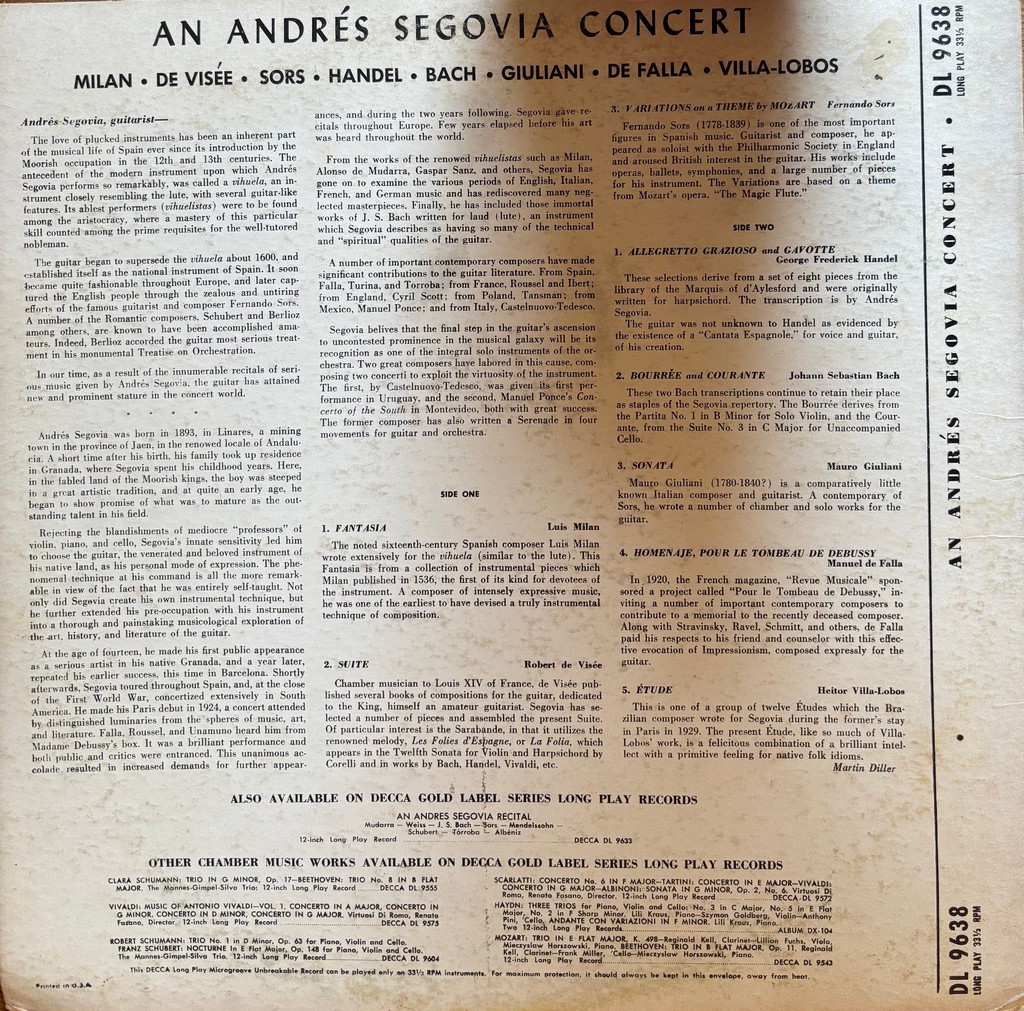 AN ANDRÉS SEGOVIA CONCERT
MILAN • DE VISÉE • SORS • HANDEL • BACH • GIULIANI • DE FALLA • VILLA-LOBOS
Andrés Segovia, guitarist—
The love of plucked instruments has been an inherent part
of the musical life of Spain ever since its introduction by the
Moorish occupation in the 12th and 13th centuries. The
antecedent of the modern instrument upon which Andrés
Segovia performs so remarkably, was called a vihuela, an in-
strument closely resembling the lute, with several guitar-like
features. Its ablest performers (vihuelistas) were to be found
among the aristocracy, where a mastery of this particular
skill counted among the prime requisites for the well-tutored
nobleman.
The guitar began to supersede the vihuela about 1600, and
established itself as the national instrument of Spain. It soon
became quite fashionable throughout Europe, and later cap-
tured the English people through the zealous and untiring
efforts of the famous guitarist and composer Fernando Sors.
A number of the Romantic composers, Schubert and Berlioz
among others, are known to have been accomplished ama-
teurs. Indeed, Berlioz accorded the guitar most serious treat-
ment in his monumental Treatise on Orchestration.
In our time, as a result of the innumerable recitals of seri-
ous music given by Andrés Segovia, the guitar has attained
new and prominent stature in the concert world.
Andrés Segovia was born in 1893, in Linares, a mining
town in the province of Jaen, in the renowed locale of Andalu-
cia. A short time after his birth, his family took up residence
in Granada, where Segovia spent his childhood years. Here,
in the fabled land of the Moorish kings, the boy was steeped
in a great artistic tradition, and at quite an early age, he
began to show promise of what was to mature as the out-
standing talent in his field.
Rejecting the blandishments of mediocre "professors" of
violin, piano, and cello, Segovia's innate sensitivity led him
to choose the guitar, the venerated and beloved instrument of
his native land, as his personal mode of expression. The phe-
nomenal technique at his command is all the more remark-
able in view of the fact that he was entirely self-taught. Not
only did Segovia create his own instrumental technique, but
he further extended his pre-occupation with his instrument
into a thorough and painstaking musicological exploration of
the art, history, and literature of the guitar.
At the age of fourteen, he made his first public appearance
as a serious artist in his native Granada, and a year later,
repeated his earlier success, this time in Barcelona. Shortly
afterwards, Segovia toured throughout Spain, and, at the close
of the First World War, concertized extensively in South
America. He made his Paris debut in 1924, a concert attended
by distinguished luminaries from the spheres of music, art,
and literature. Falla, Roussel, and Unamuno heard him from
Madame Debussy's box. It was a brilliant performance and
both public and critics were entranced. This unanimous ac-
colade resulted in increased demands for further appear-
ances, and during the two years following. Segovia gave re-
citals throughout Europe. Few years elapsed before his art
was heard throughout the world.
From the works of the renowed vihuelistas such as Milan,
Alonso de Mudarra, Gaspar Sanz, and others, Segovia has
gone on to examine the various periods of English, Italian,
French, and German music and has rediscovered many neg-
lected masterpieces. Finally, he has included those immortal
works of J. S. Bach written for laud (lute), an instrument
which Segovia describes as having so many of the technical
and "spiritual" qualities of the guitar.
A number of important contemporary composers have made
significant contributions to the guitar literature. From Spain,
Falla, Turina, and Torroba; from France, Roussel and Ibert;
from England, Cyril Scott; from Poland, Tansman; from
Mexico, Manuel Ponce; and from Italy, Castelnuovo-Tedesco.
Segovia belives that the final step in the guitar's ascension
to uncontested prominence in the musical galaxy will be its
recognition as one of the integral solo instruments of the or-
chestra. Two great composers have labored in this cause, com-
posing two concerti to exploit the virtuosity of the instrument.
The first, by Castelnuovo-Tedesco, was given its first per-
formance in Uruguay, and the second, Manuel Ponce's Con-
certo of the South in Montevideo, both with great success.
The former composer has also written a Serenade in four
movements for guitar and orchestra.
SIDE ONE
1. FANTASIA Luis Milan
The noted sixteenth-century Spanish composer Luis Milan
wrote extensively for the vihuela (similar to the lute). This
Fantasia is from a collection of instrumental pieces which
Milan published in 1536, the first of its kind for devotees of
the instrument. A composer of intensely expressive music,
he was one of the earliest to have devised a truly instrumental
technique of composition.
2. SUITE Robert de Visée
Chamber musician to Louis XIV of France, de Visée pub-
lished several books of compositions for the guitar, dedicated
to the King, himself an amateur guitarist. Segovia has se-
lected a number of pieces and assembled the present Suite.
Of particular interest is the Sarabande, in that it utilizes the
renowned melody, Les Folies d'Espagne, or La Folia, which
appears in the Twelfth Sonata for Violin and Harpsichord by
Corelli and in works by Bach, Handel, Vivaldi, etc.
3. VARIATIONS on a THEME by MOZART Fernando Sors
Fernando Sors (1778-1839) is one of the most important
figures in Spanish music. Guitarist and composer, he ap-
peared as soloist with the Philharmonic Society in England
and aroused British interest in the guitar. His works include
operas, ballets, symphonies, and a large number of pieces
for his instrument. The Variations are based on a theme
from Mozart's opera, "The Magic Flute."
SIDE TWO
1. ALLEGRETTO GRAZIOSO and GAVOTTE
George Frederick Handel
These selections derive from a set of eight pieces from the
library of the Marquis of d'Aylesford and were originally
written for harpsichord. The transcription is by Andrés
Segovia.
The guitar was not unknown to Handel as evidenced by
the existence of a "Cantata Espagnole," for voice and guitar,
of his creation.
2. BOURRÉE and COURANTE Johann Sebastian Bach
These two Bach transcriptions continue to retain their place
as staples of the Segovia repertory. The Bourrée derives from
the Partita No. 1 in B Minor for Solo Violin, and the Cour-
ante, from the Suite No. 3 in C Major for Unaccompanied
Cello.
3. SONATA Mauro Giuliani
Mauro Giuliani (1780-1840?) is a comparatively little
known Italian composer and guitarist. A contemporary of
Sors, he wrote a number of chamber and solo works for the
guitar.
4. HOMENAJE, POUR LE TOMBEAU DE DEBUSSY
Manuel de Falla
In 1920, the French magazine, "Revue Musicale" spon-
sored a project called "Pour le Tombeau de Debussy," in-
viting a number of important contemporary composers to
contribute to a memorial to the recently deceased composer.
Along with Stravinsky, Ravel, Schmitt, and others, de Falla
paid his respects to his friend and counselor with this effec-
tive evocation of Impressionism, composed expressly for the
guitar.
5. ÉTUDE Heitor Villa-Lobos
This is one of a group of twelve Études which the Bra-
zilian composer wrote for Segovia during the former's stay
in Paris in 1929. The present Étude, like so much of Villa-
Lobos' work, is a felicitous combination of a brilliant intel-
lect with a primitive feeling for native folk idioms.
Martin Diller
ALSO AVAILABLE ON DECCA GOLD LABEL SERIES LONG PLAY RECORDS
AN ANDRES SEGOVIA RECITAL
Mudarra — Weiss — J. S. Bach — Sors — Mendelssohn —
Schubert — Torroba — Albéniz
12-inch Long Play Record DECCA DL 9633
OTHER CHAMBER MUSIC WORKS AVAILABLE ON DECCA GOLD LABEL SERIES LONG PLAY RECORDS
CLARA SCHUMANN: TRIO IN G MINOR, Op. 17—BEETHOVEN: TRIO No. 8 IN B FLAT
MAJOR. The Mannes-Gimpel-Silva Trio: 12-inch Long Play Record DECCA DL 9555
VIVALDI: MUSIC OF ANTONIO VIVALDI—VOL. 1. CONCERTO IN A MAJOR, CONCERTO IN
G MINOR, CONCERTO IN D MINOR, CONCERTO IN G MAJOR. Virtuosi Di Roma, Renato
Fasano, Director. 12-inch Long Play Record DECCA DL 9575
ROBERT SCHUMANN: TRIO No. 1 in D Minor, Op. 63 for Piano, Violin and Cello.
FRANZ SCHUBERT: NOCTURNE in E Flat Major, Op. 148 for Piano, Violin and Cello.
The Mannes-Gimpel-Silva Trio. 12-inch Long Play Record DECCA DL 9604
SCARLATTI: CONCERTO No. 6 IN F MAJOR—TARTINI: CONCERTO IN E MAJOR—VIVALDI:
CONCERTO IN G MAJOR—ALBINONI: SONATA IN G MINOR, Op. 2, No. 6. Virtuosi Di
Roma, Renato Fasano, Director. 12-inch Long Play Record DECCA DL 9572
HAYDN: THREE TRIOS for Piano, Violin and Cello: No. 3 in C Major, No. 5 in E Flat
Major, No. 2 in F Sharp Minor. Lili Kraus, Piano—Szymon Goldberg, Violin—Anthony
Pini, 'Cello, ANDANTE CON VARIAZIONI IN F MINOR. Lili Kraus, Piano.
Two 12-inch Long Play Records ALBUM DX-104
MOZART: TRIO IN E FLAT MAJOR, K. 498—Reginald Kell, Clarinet—Lillian Fuchs, Viola,
Mieczyslaw Horszowski, Piano. BEETHOVEN: TRIO IN B FLAT MAJOR, Op. 11. Reginald
Kell, Clarinet—Frank Miller, 'Cello—Mieczyslaw Horszowski, Piano.
12-inch Long Play Record DECCA DL 9543
This DECCA Long Play Microgroove Unbreakable Record can be played only on 33⅓ RPM instruments. For maximum protection, it should always be kept in this envelope, away from heat.
Printed in U.S.A.
DL 9638
LONG PLAY 33⅓ RPM
• AN ANDRÉS SEGOVIA CONCERT •
DL 9638
LONG PLAY 33⅓ RPM